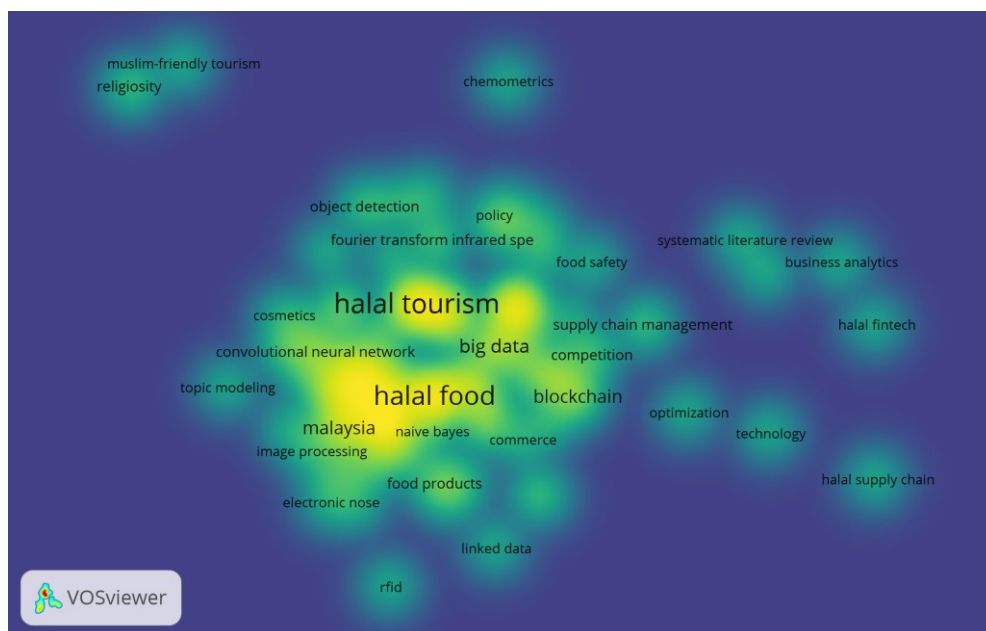 muslim-friendly tourism
religiosity
chemometrics
object detection
policy
fourier transform infrared spe
systematic literature review
food safety
business analytics
halal tourism
cosmetics
supply chain management
halal fintech
big data
convolutional neural network
competition
topic modeling
halal food
blockchain
optimization
malaysia
naive bayes
technology
commerce
image processing
food products
halal supply chain
electronic nose
linked data
rfid
VOSviewer